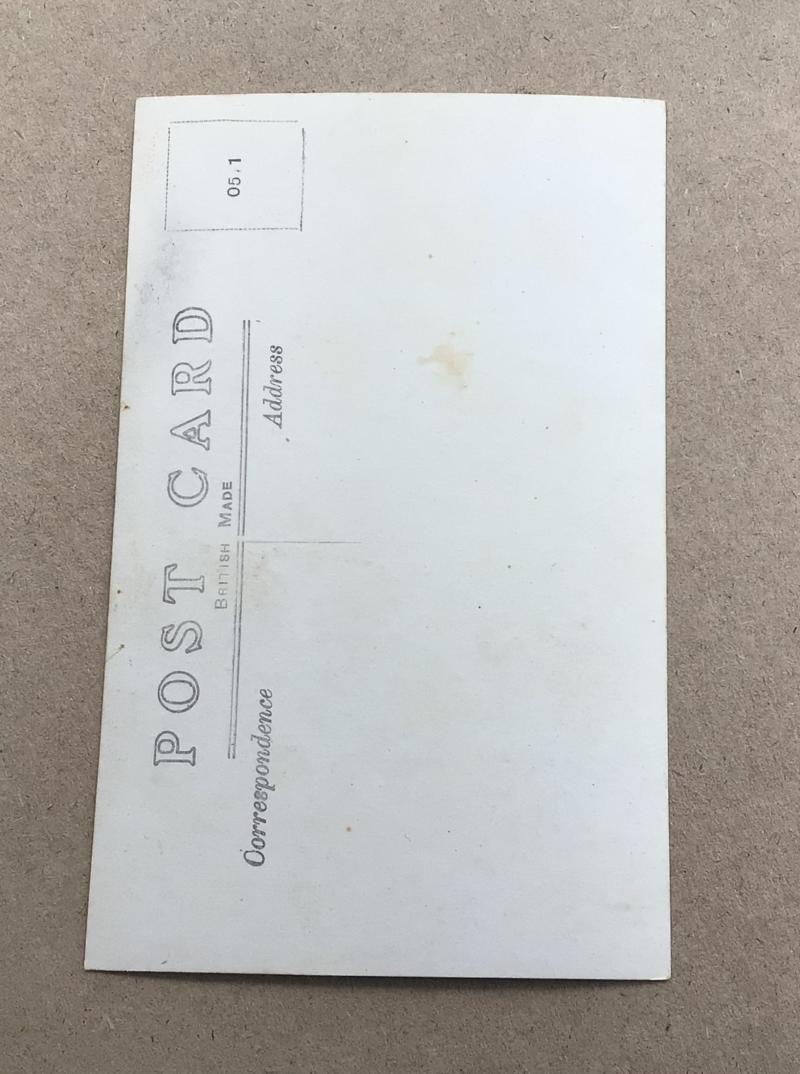 05.1
POST CARD
BRITISH MADE
Correspondence
Address